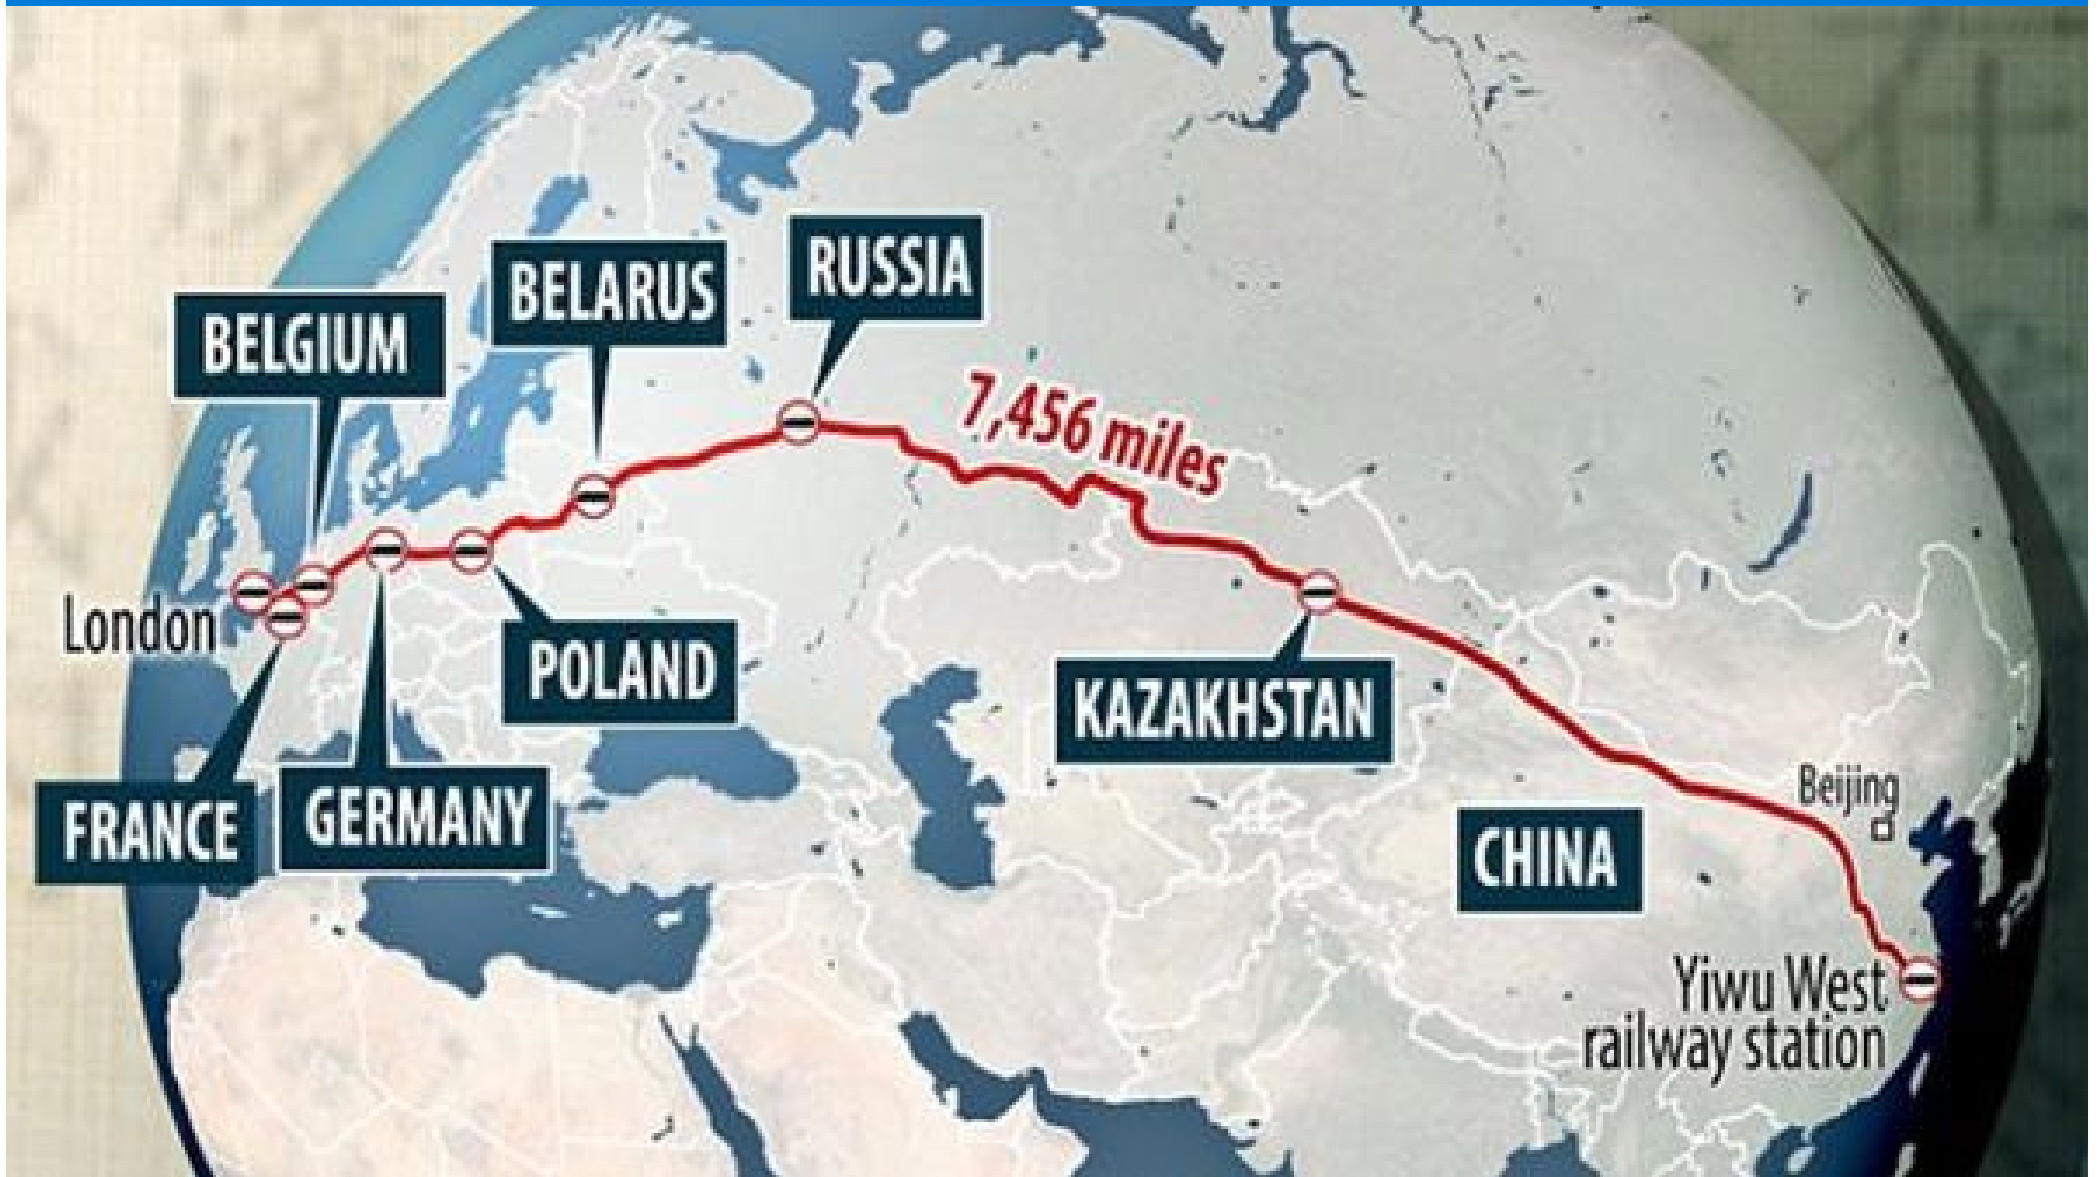 RUSSIA
BELARUS
BELGIUM
7,456 miles
London
POLAND
KAZAKHSTAN
FRANCE
GERMANY
Beijing
CHINA
Yiwu West
railway station